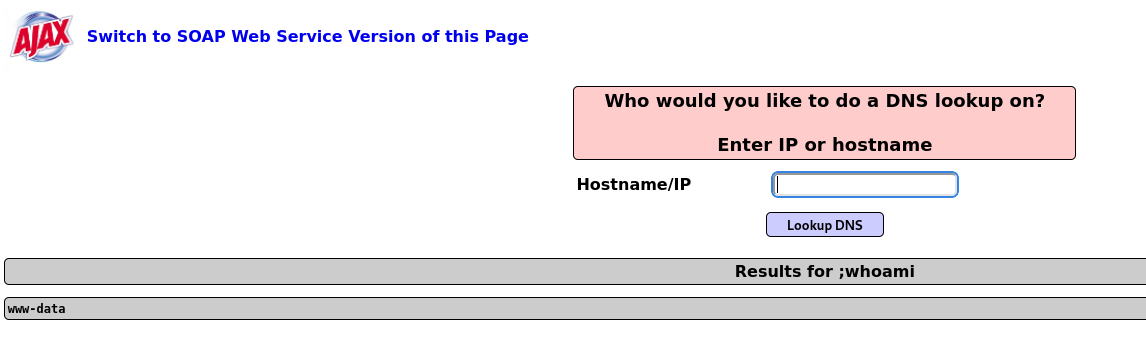 AJAX
Switch to SOAP Web Service Version of this Page
Who would you like to do a DNS lookup on?
Enter IP or hostname
Hostname/IP
Lookup DNS
Results for ;whoami
www-data